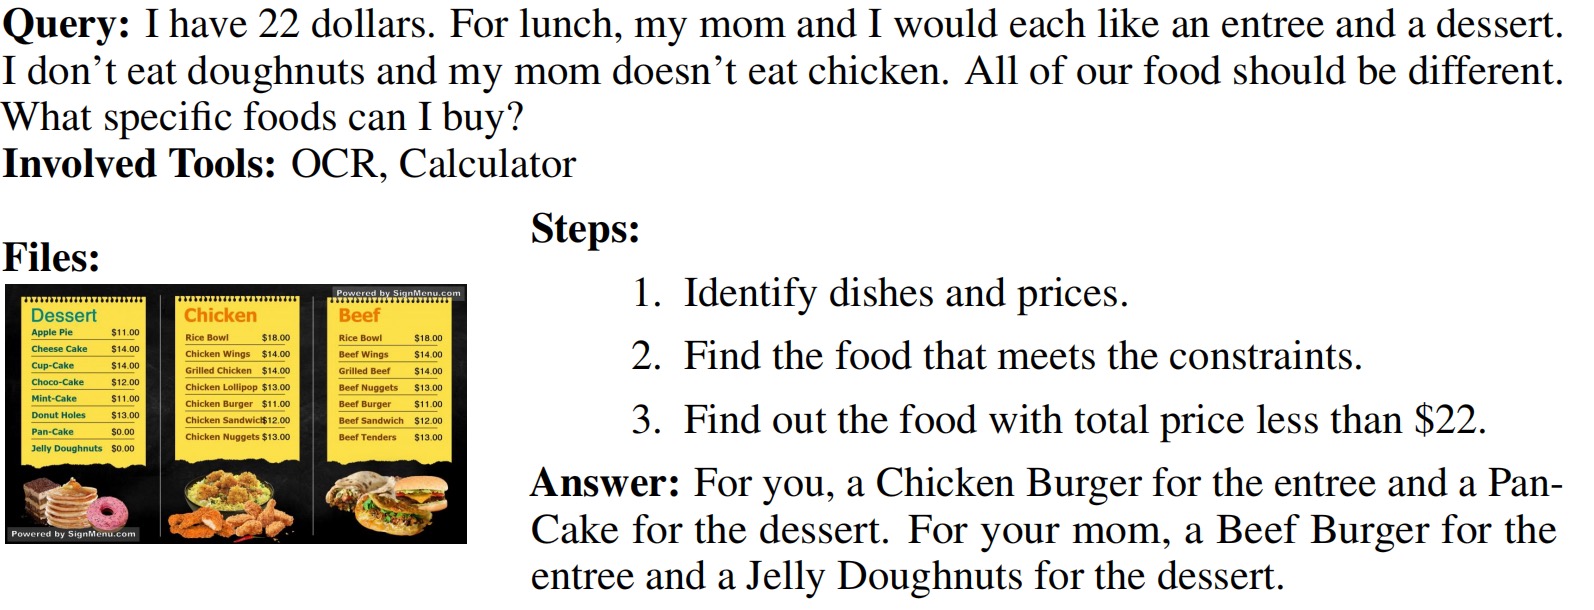 Query: I have 22 dollars. For lunch, my mom and I would each like an entree and a dessert.
I don't eat doughnuts and my mom doesn't eat chicken. All of our food should be different.
What specific foods can I buy?
Involved Tools: OCR, Calculator
Files:
Powered by SignMenu.com
Dessert
Apple Pie $11.00
Cheese Cake $14.00
Cup-Cake $14.00
Choco-Cake $12.00
Mint-Cake $11.00
Donut Holes $13.00
Pan-Cake $0.00
Jelly Doughnuts $0.00
Chicken
Rice Bowl $18.00
Chicken Wings $14.00
Grilled Chicken $14.00
Chicken Lollipop $13.00
Chicken Burger $11.00
Chicken Sandwich $12.00
Chicken Nuggets $13.00
Beef
Rice Bowl $18.00
Beef Wings $14.00
Grilled Beef $14.00
Beef Nuggets $13.00
Beef Burger $11.00
Beef Sandwich $12.00
Beef Tenders $13.00
Powered by SignMenu.com
Steps:
1. Identify dishes and prices.
2. Find the food that meets the constraints.
3. Find out the food with total price less than $22.
Answer: For you, a Chicken Burger for the entree and a Pan-
Cake for the dessert. For your mom, a Beef Burger for the
entree and a Jelly Doughnuts for the dessert.